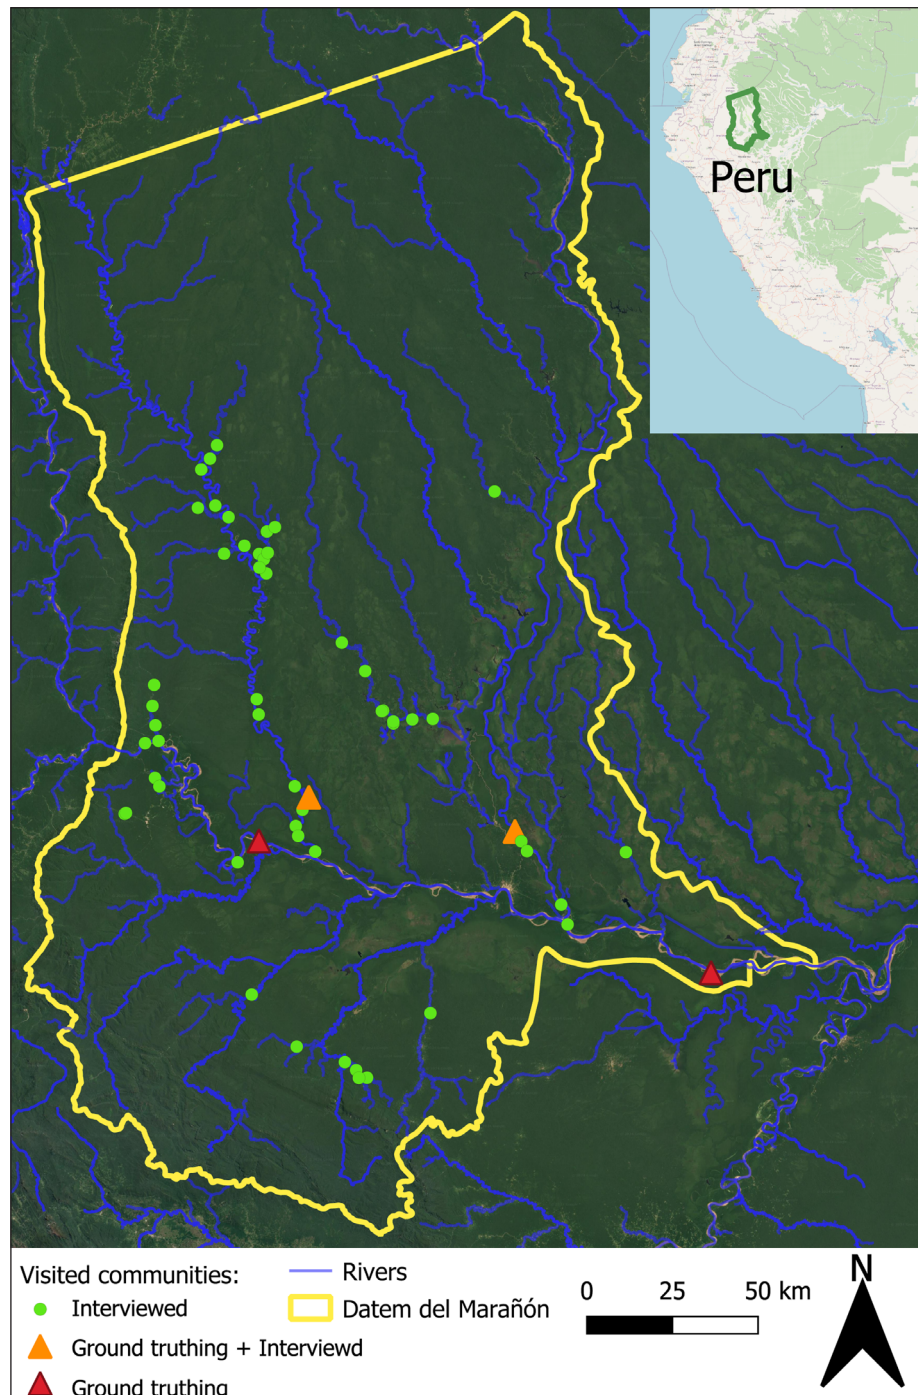 Peru
Visited communities:
Interviewed
Ground truthing + Interviewd
Ground truthing
Rivers
Datem del Marañón
0 25 50 km
N